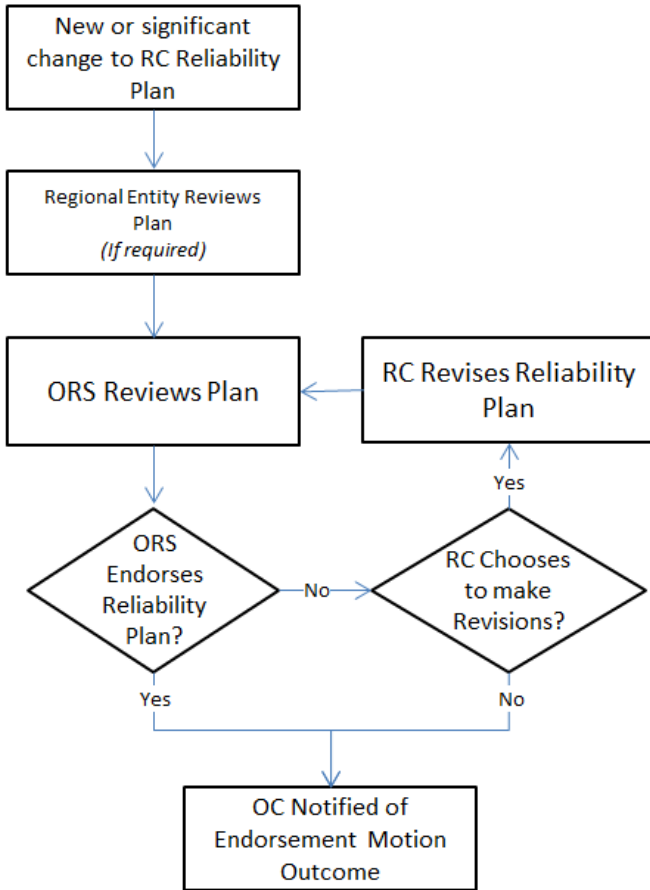 New or significant
change to RC Reliability
Plan
Regional Entity Reviews
Plan
(If required)
ORS Reviews Plan
RC Revises Reliability
Plan
Yes
ORS
Endorses
Reliability
Plan?
No
RC Chooses
to make
Revisions?
Yes
No
OC Notified of
Endorsement Motion
Outcome